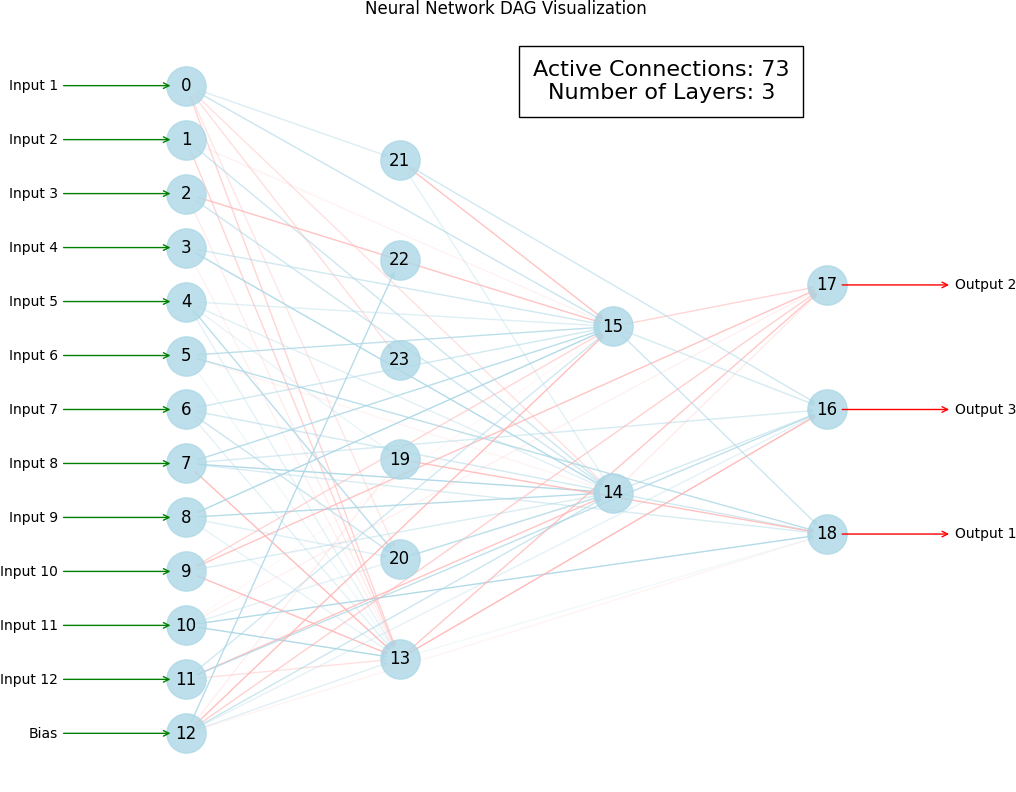 Neural Network DAG Visualization
Active Connections: 73
Number of Layers: 3
Input 1
0
Input 2
1
Input 3
2
Input 4
3
Input 5
4
Input 6
5
Input 7
6
Input 8
7
Input 9
8
Input 10
9
Input 11
10
Input 12
11
Bias
12
21
22
23
19
20
13
15
14
17
Output 2
16
Output 3
18
Output 1